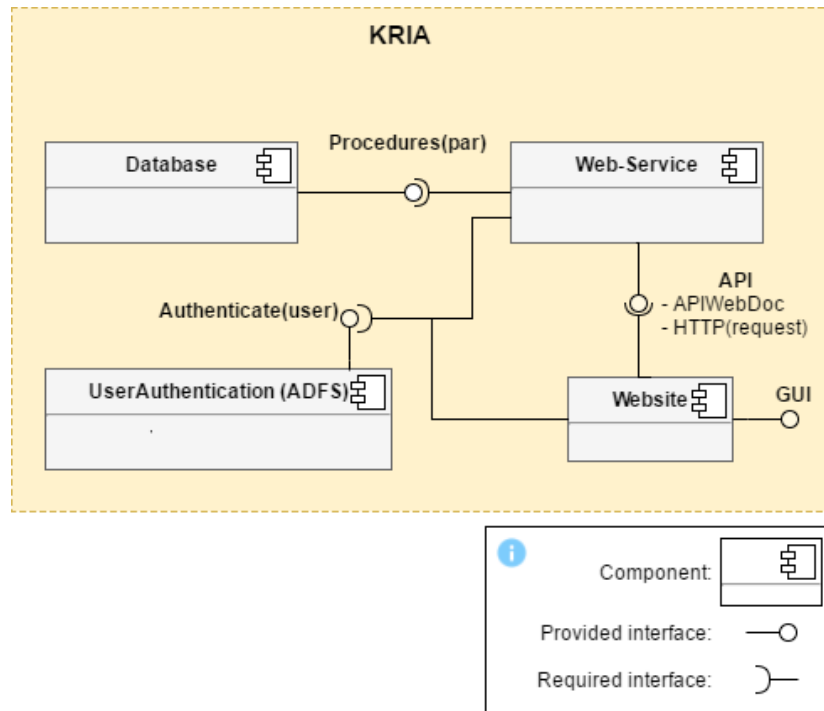 KRIA
Procedures(par)
Database
Web-Service
API
- APIWebDoc
- HTTP(request)
Authenticate(user)
UserAuthentication (ADFS)
Website
GUI
i
Component:
Provided interface:
Required interface: